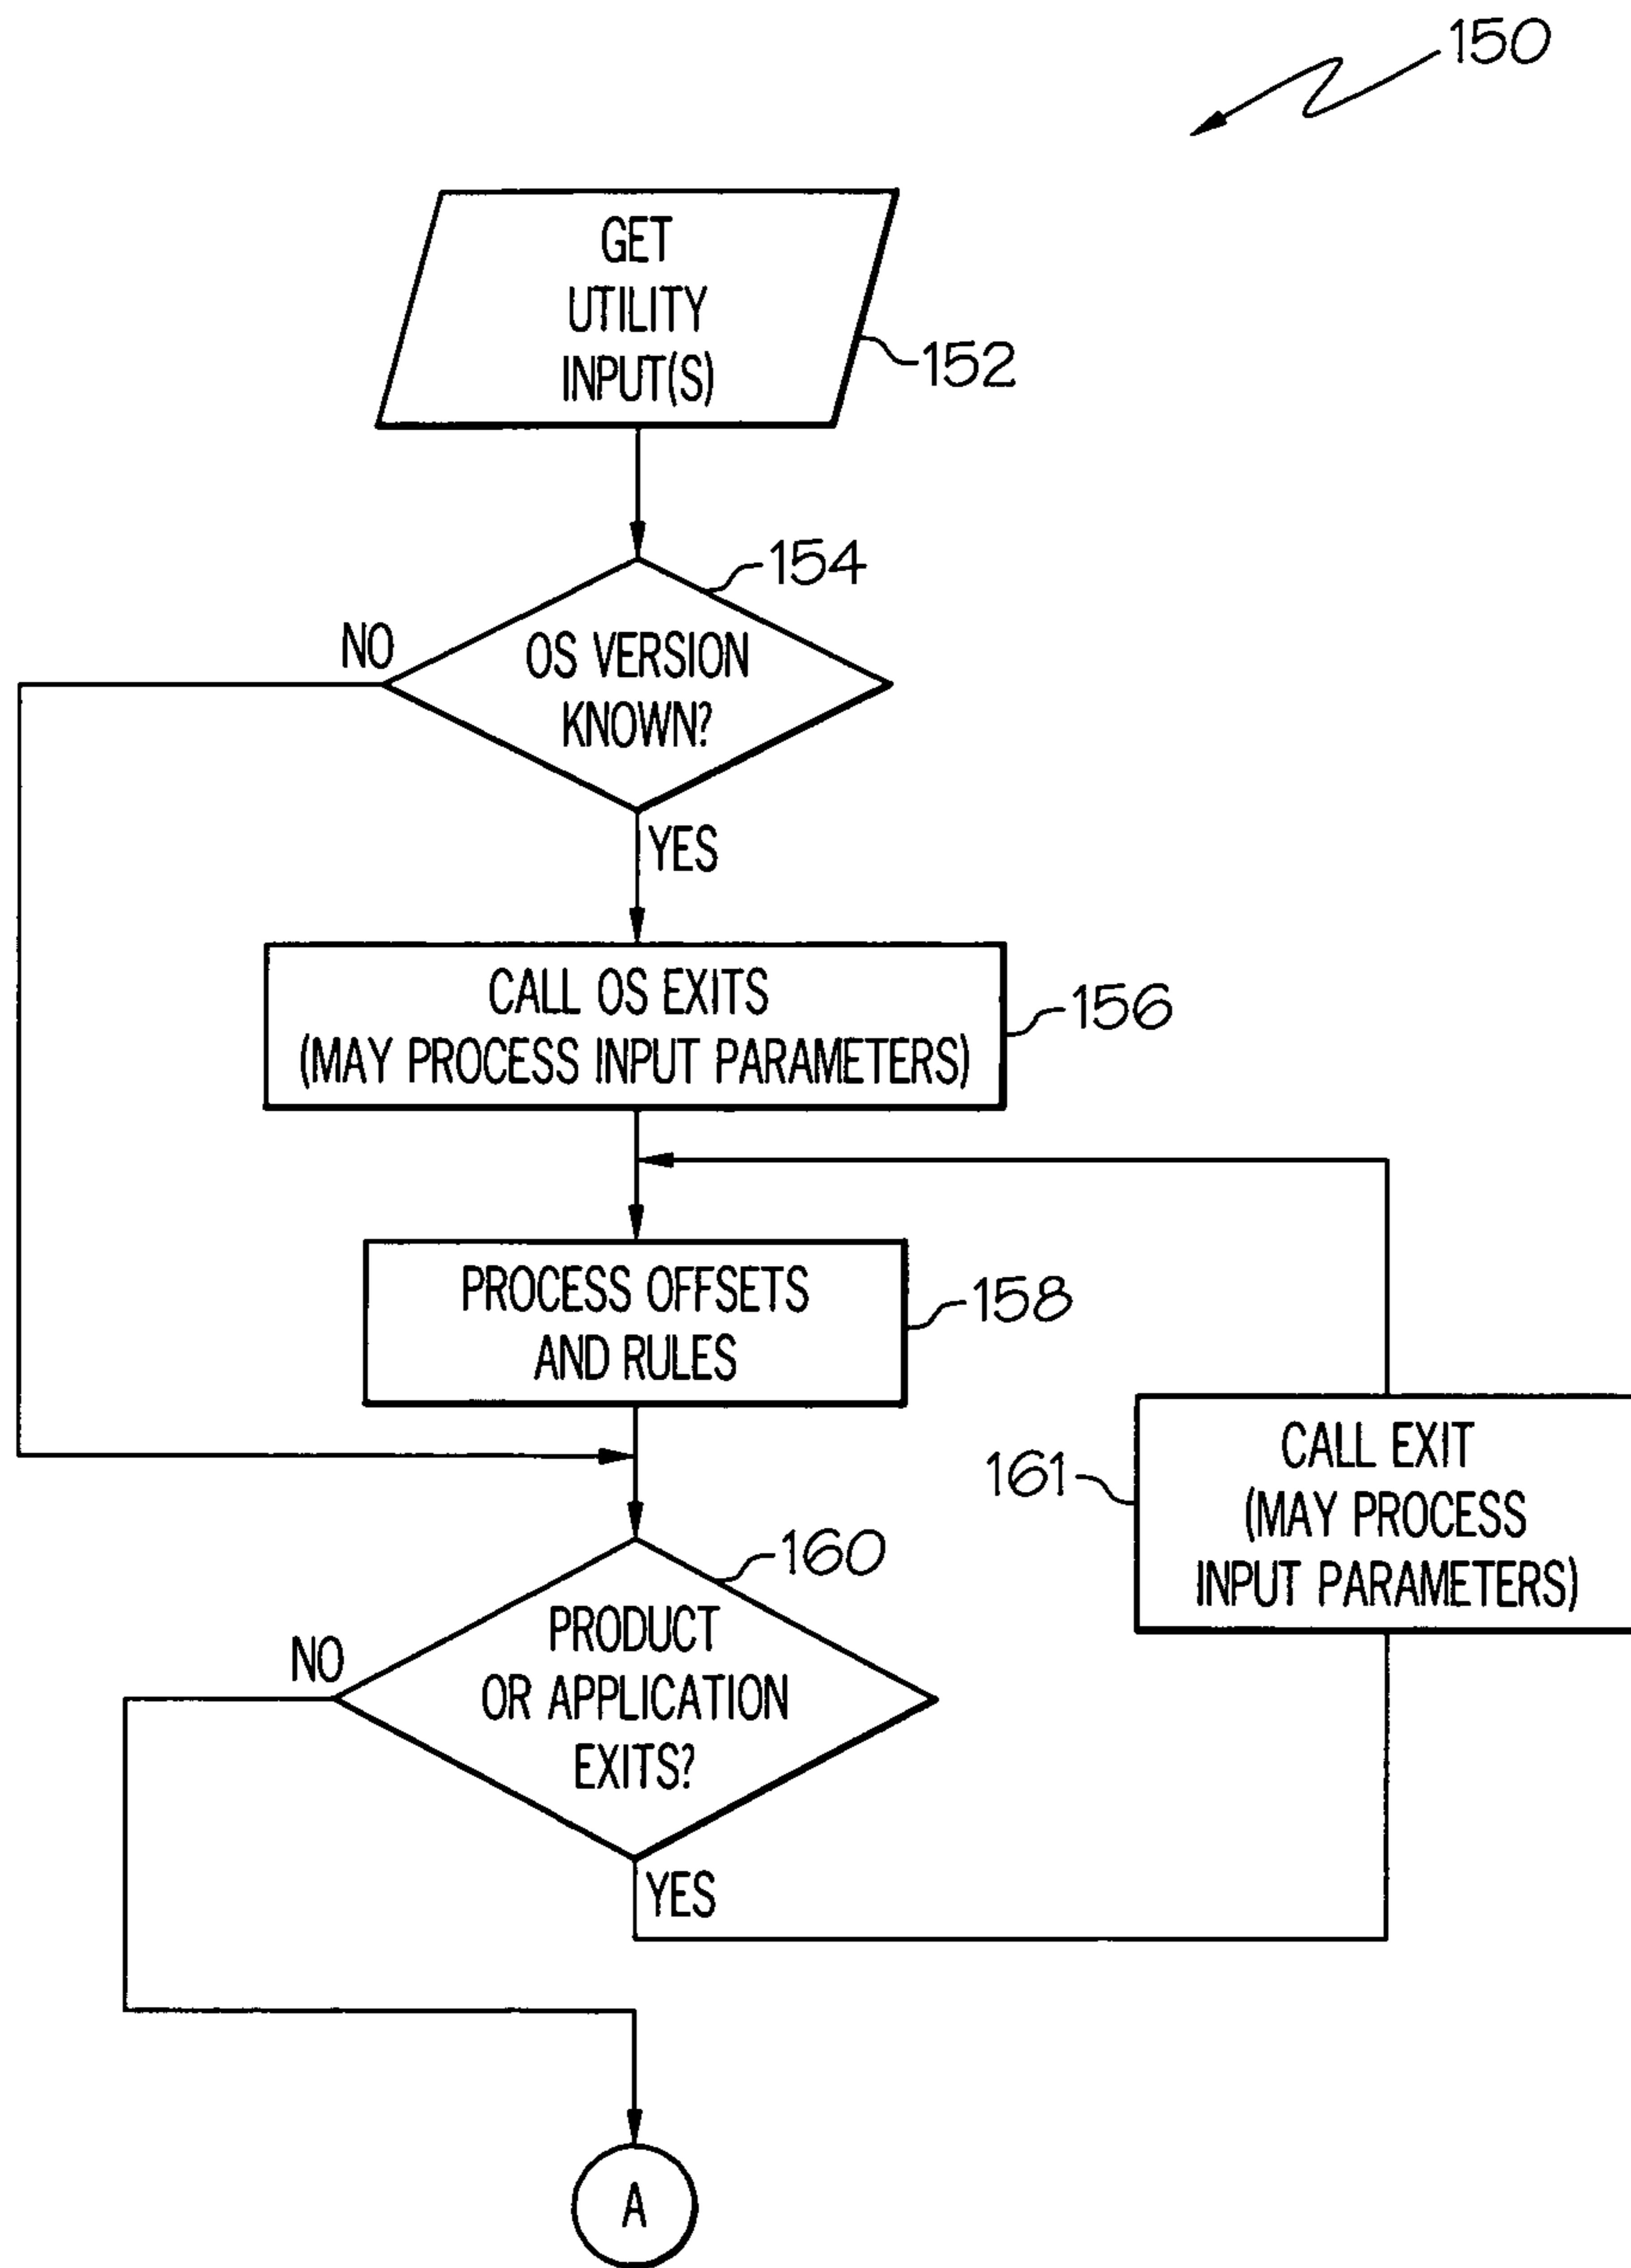 150
GET
UTILITY
INPUT(S)
152
154
NO
OS VERSION
KNOWN?
YES
CALL OS EXITS
(MAY PROCESS INPUT PARAMETERS)
156
PROCESS OFFSETS
AND RULES
158
161
CALL EXIT
(MAY PROCESS
INPUT PARAMETERS)
160
NO
PRODUCT
OR APPLICATION
EXITS?
YES
A